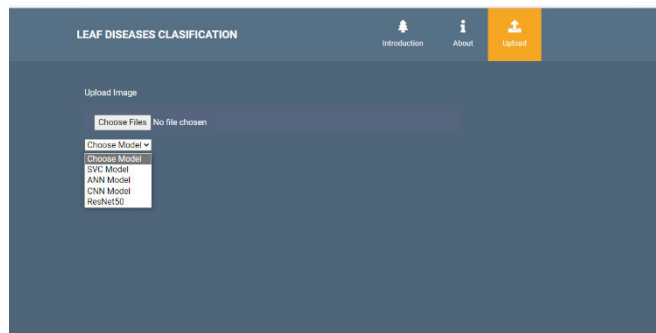 LEAF DISEASES CLASIFICATION
Introduction
About
Upload
Upload Image
Choose Files No file chosen
Choose Model
Choose Model
SVC Model
ANN Model
CNN Model
ResNet50